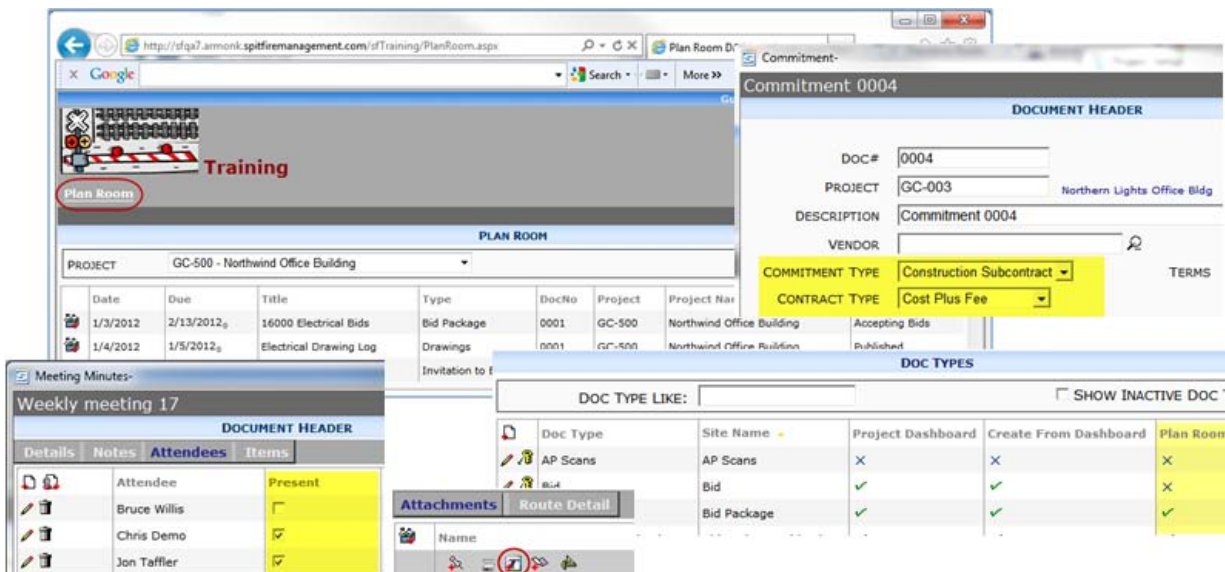 http://sfqa7.armonk.spitfiremanagement.com/sfTraining/PlanRoom.aspx
Plan Room
x Google
Search
More >>
Training
Plan Room
PLAN ROOM
PROJECT GC-500 - Northwind Office Building
Date Due Title Type DocNo Project Project Nar
1/3/2012 2/13/2012 16000 Electrical Bids Bid Package 0001 GC-500 Northwind Office Building Accepting Bids
1/4/2012 1/5/2012 Electrical Drawing Log Drawings 0001 GC-500 Northwind Office Building Published
Invitation to
Commitment-
Commitment 0004
DOCUMENT HEADER
DOC# 0004
PROJECT GC-003 Northern Lights Office Bldg
DESCRIPTION Commitment 0004
VENDOR
COMMITMENT TYPE Construction Subcontract TERMS
CONTRACT TYPE Cost Plus Fee
Meeting Minutes-
Weekly meeting 17
DOCUMENT HEADER
Details Notes Attendees Items
Attendee Present
Bruce Willis
Chris Demo
Jon Taffler
Attachments Route Detail
Name
DOC TYPES
DOC TYPE LIKE: SHOW INACTIVE DOC
Doc Type Site Name Project Dashboard Create From Dashboard Plan Room
AP Scans AP Scans
Bid Bid
Bid Package